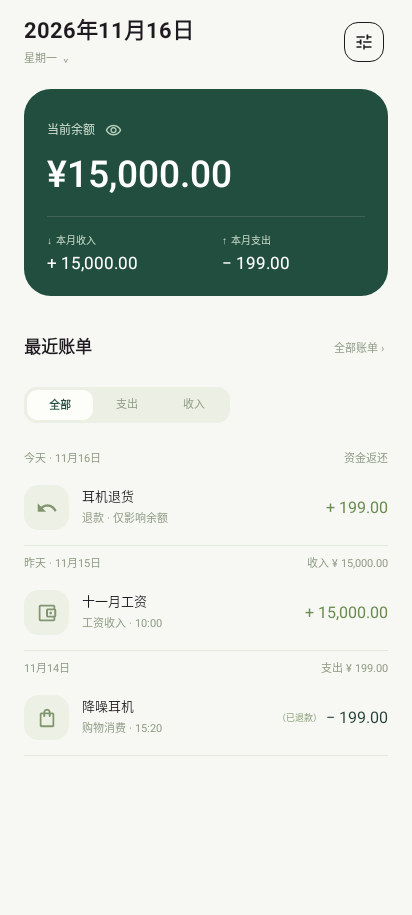 2026年11月16日
星期一
当前余额
¥15,000.00
↓ 本月收入
↑ 本月支出
+ 15,000.00
− 199.00
最近账单
全部账单 ›
全部
支出
收入
今天 · 11月16日
资金返还
耳机退货
退款 · 仅影响余额
+ 199.00
昨天 · 11月15日
收入 ¥ 15,000.00
十一月工资
工资收入 · 10:00
+ 15,000.00
11月14日
支出 ¥ 199.00
降噪耳机
购物消费 · 15:20
（已退款） − 199.00